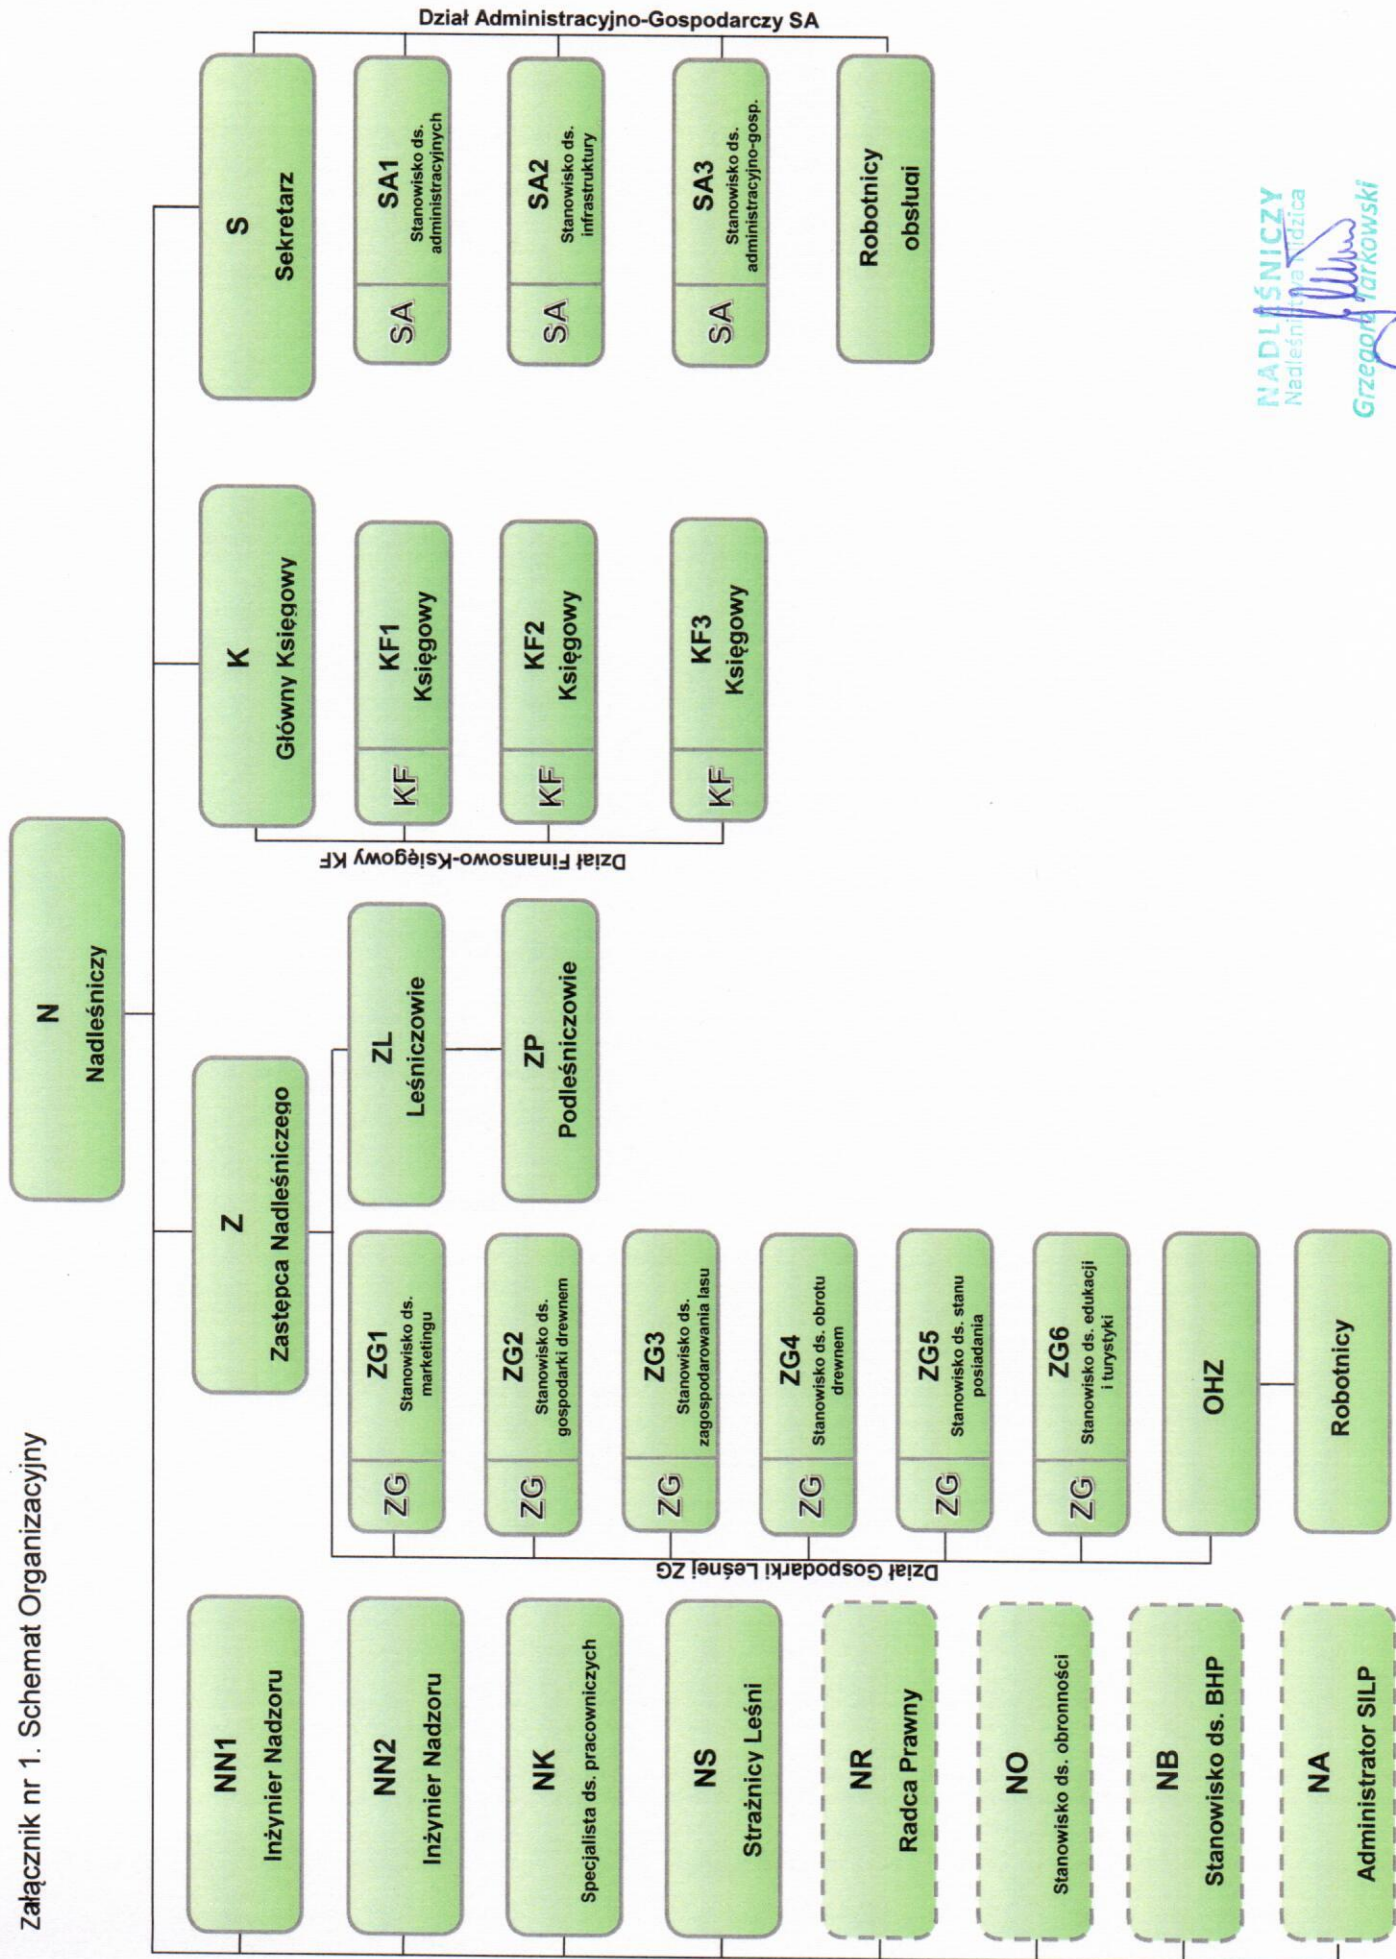 Załącznik nr 1. Schemat Organizacyjny
N
Nadleśniczy
NN1
Inżynier Nadzoru
NN2
Inżynier Nadzoru
NK
Specjalista ds. pracowniczych
NS
Strażnicy Leśni
NR
Radca Prawny
NO
Stanowisko ds. obronności
NB
Stanowisko ds. BHP
NA
Administrator SILP
Z
Zastępca Nadleśniczego
Dział Gospodarki Leśnej ZG
ZG
ZG1
Stanowisko ds.
marketingu
ZG
ZG2
Stanowisko ds.
gospodarki drewnem
ZG
ZG3
Stanowisko ds.
zagospodarowania lasu
ZG
ZG4
Stanowisko ds. obrotu
drewnem
ZG
ZG5
Stanowisko ds. stanu
posiadania
ZG
ZG6
Stanowisko ds. edukacji
i turystyki
OHZ
Robotnicy
ZL
Leśniczowie
ZP
Podleśniczowie
K
Główny Księgowy
Dział Finansowo-Księgowy KF
KF
KF1
Księgowy
KF
KF2
Księgowy
KF
KF3
Księgowy
S
Sekretarz
Dział Administracyjno-Gospodarczy SA
SA
SA1
Stanowisko ds.
administracyjnych
SA
SA2
Stanowisko ds.
infrastruktury
SA
SA3
Stanowisko ds.
administracyjno-gosp.
Robotnicy
obsługi
NADLEŚNICZY
Nadleśnictwa Nidzica
Grzegorz Tarkowski